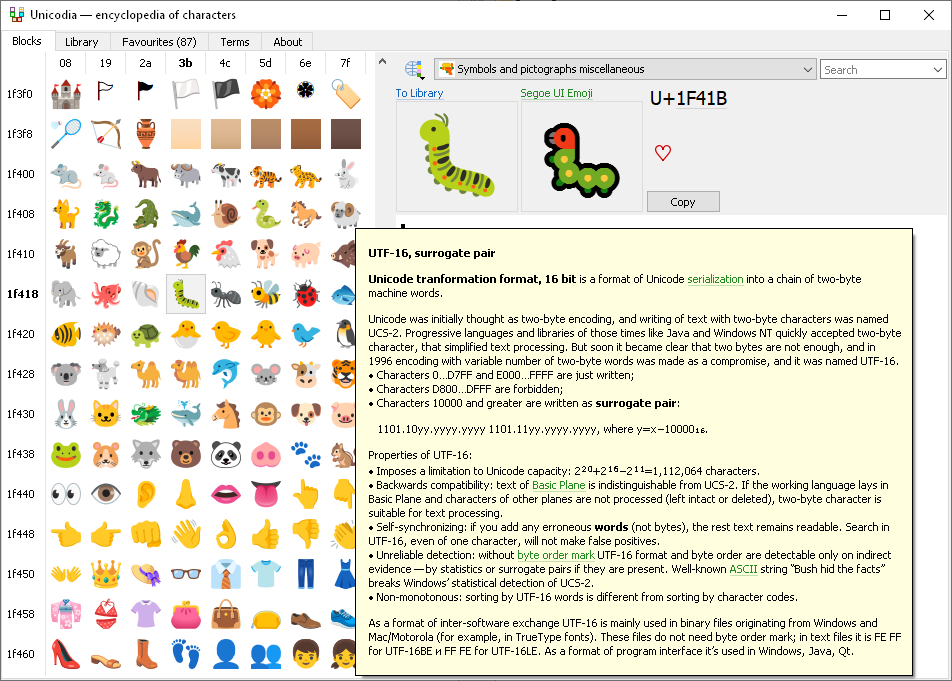 Unicodia — encyclopedia of characters
Blocks Library Favourites (87) Terms About
08 19 2a 3b 4c 5d 6e 7f
Symbols and pictographs miscellaneous
Search
To Library
Segoe UI Emoji
U+1F41B
Copy
1f3f0
1f3f8
1f400
1f408
1f410
1f418
1f420
1f428
1f430
1f438
1f440
1f448
1f450
1f458
1f460
UTF-16, surrogate pair
Unicode tranformation format, 16 bit is a format of Unicode serialization into a chain of two-byte
machine words.
Unicode was initially thought as two-byte encoding, and writing of text with two-byte characters was named
UCS-2. Progressive languages and libraries of those times like Java and Windows NT quickly accepted two-byte
character, that simplified text processing. But soon it became clear that two bytes are not enough, and in
1996 encoding with variable number of two-byte words was made as a compromise, and it was named UTF-16.
• Characters 0…D7FF and E000…FFFF are just written;
• Characters D800…DFFF are forbidden;
• Characters 10000 and greater are written as surrogate pair:
1101.10yy.yyyy.yyyy 1101.11yy.yyyy.yyyy, where y=x−10000₁₆.
Properties of UTF-16:
• Imposes a limitation to Unicode capacity: 2²⁰+2¹⁶−2¹¹=1,112,064 characters.
• Backwards compatibility: text of Basic Plane is indistinguishable from UCS-2. If the working language lays in
Basic Plane and characters of other planes are not processed (left intact or deleted), two-byte character is
suitable for text processing.
• Self-synchronizing: if you add any erroneous words (not bytes), the rest text remains readable. Search in
UTF-16, even of one character, will not make false positives.
• Unreliable detection: without byte order mark UTF-16 format and byte order are detectable only on indirect
evidence — by statistics or surrogate pairs if they are present. Well-known ASCII string “Bush hid the facts”
breaks Windows’ statistical detection of UCS-2.
• Non-monotonous: sorting by UTF-16 words is different from sorting by character codes.
As a format of inter-software exchange UTF-16 is mainly used in binary files originating from Windows and
Mac/Motorola (for example, in TrueType fonts). These files do not need byte order mark; in text files it is FE FF
for UTF-16BE и FF FE for UTF-16LE. As a format of program interface it’s used in Windows, Java, Qt.